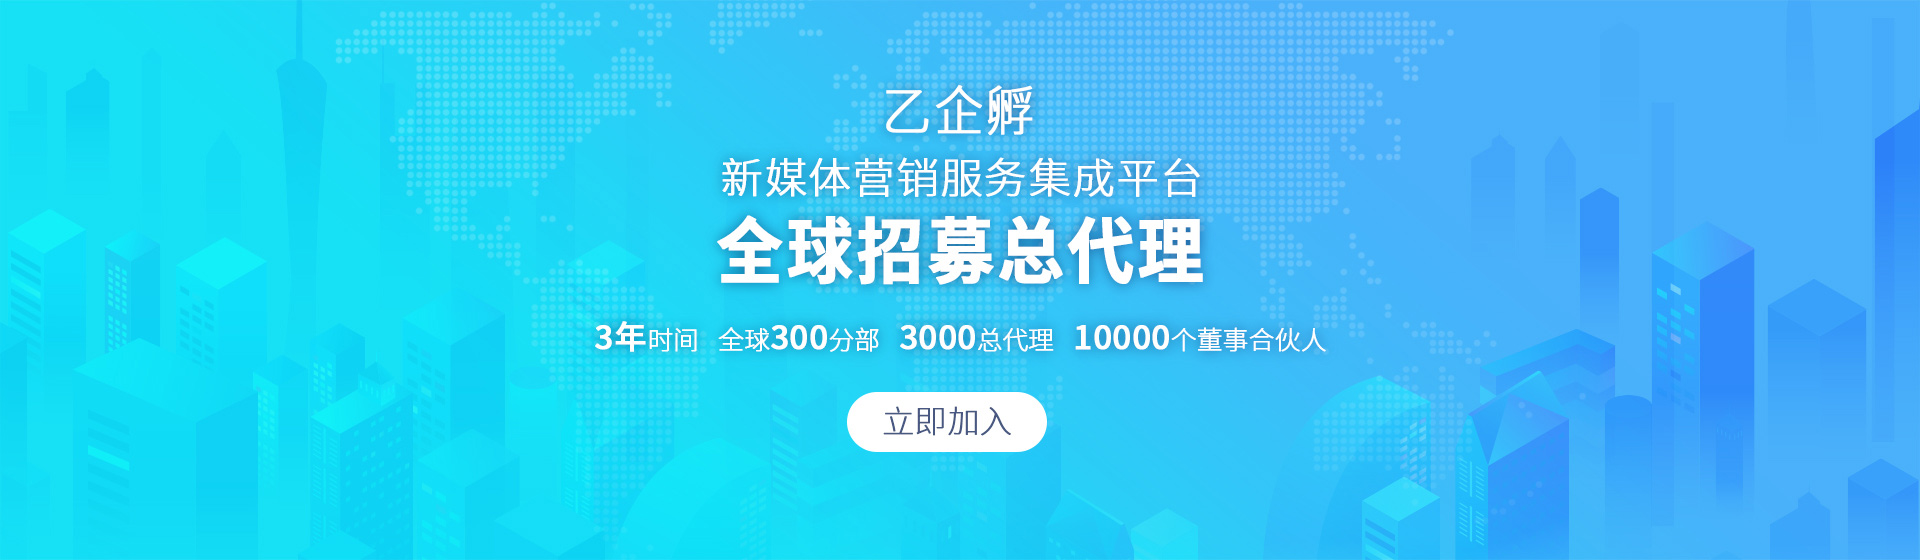 乙企孵
新媒体营销服务集成平台
全球招募总代理
3年时间 全球300分部 3000总代理 10000个董事合伙人
立即加入